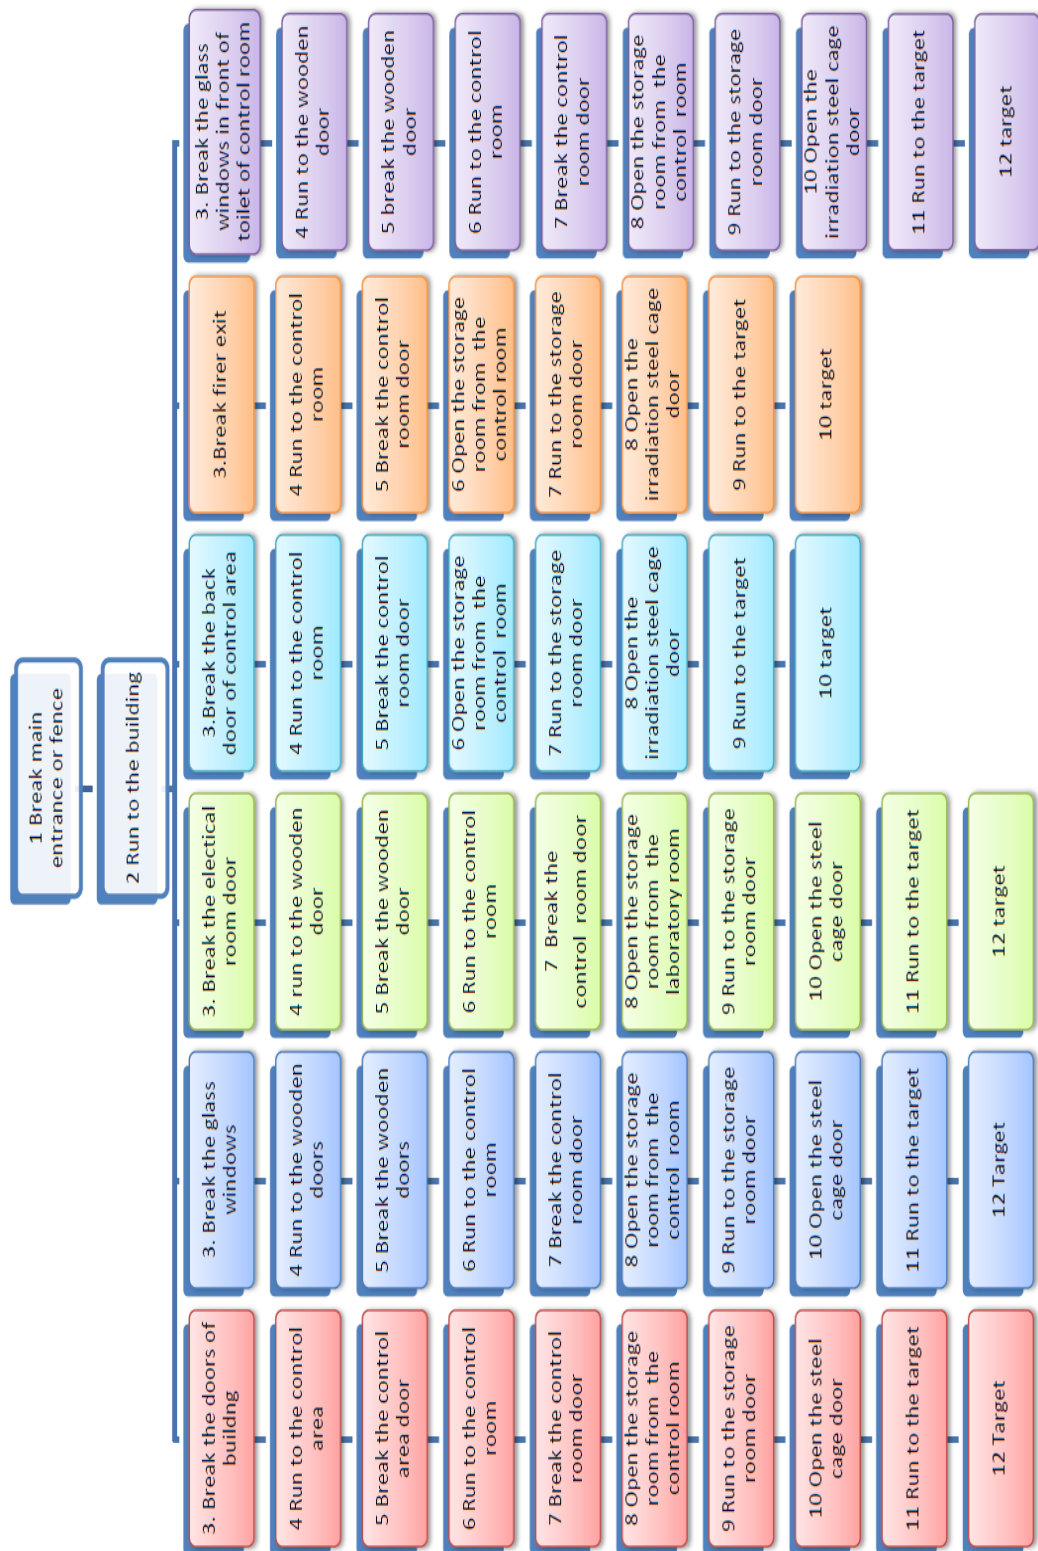 1 Break main
entrance or fence
2 Run to the building
3. Break the doors of
buildng
4 Run to the control
area
5 Break the control
area door
6 Run to the control
room
7 Break the control
room door
8 Open the storage
room from the
control room
9 Run to the storage
room door
10 Open the steel
cage door
11 Run to the target
12 Target
3. Break the glass
windows
4 Run to the wooden
doors
5 Break the wooden
doors
6 Run to the control
room
7 Break the control
room door
8 Open the storage
room from the
control room
9 Run to the storage
room door
10 Open the steel
cage door
11 Run to the target
12 Target
3. Break the electical
room door
4 run to the wooden
door
5 Break the wooden
door
6 Run to the control
room
7 Break the
control room door
8 Open the storage
room from the
laboratory room
9 Run to the storage
room door
10 Open the steel
cage door
11 Run to the target
12 target
3.Break the back
door of control area
4 Run to the control
room
5 Break the control
room door
6 Open the storage
room from the
control room
7 Run to the storage
room door
8 Open the
irradiation steel cage
door
9 Run to the target
10 target
3.Break firer exit
4 Run to the control
room
5 Break the control
room door
6 Open the storage
room from the
control room
7 Run to the storage
room door
8 Open the
irradiation steel cage
door
9 Run to the target
10 target
3. Break the glass
windows in front of
toilet of control room
4 Run to the wooden
door
5 break the wooden
door
6 Run to the control
room
7 Break the control
room door
8 Open the storage
room from the
control room
9 Run to the storage
room door
10 Open the
irradiation steel cage
door
11 Run to the target
12 target